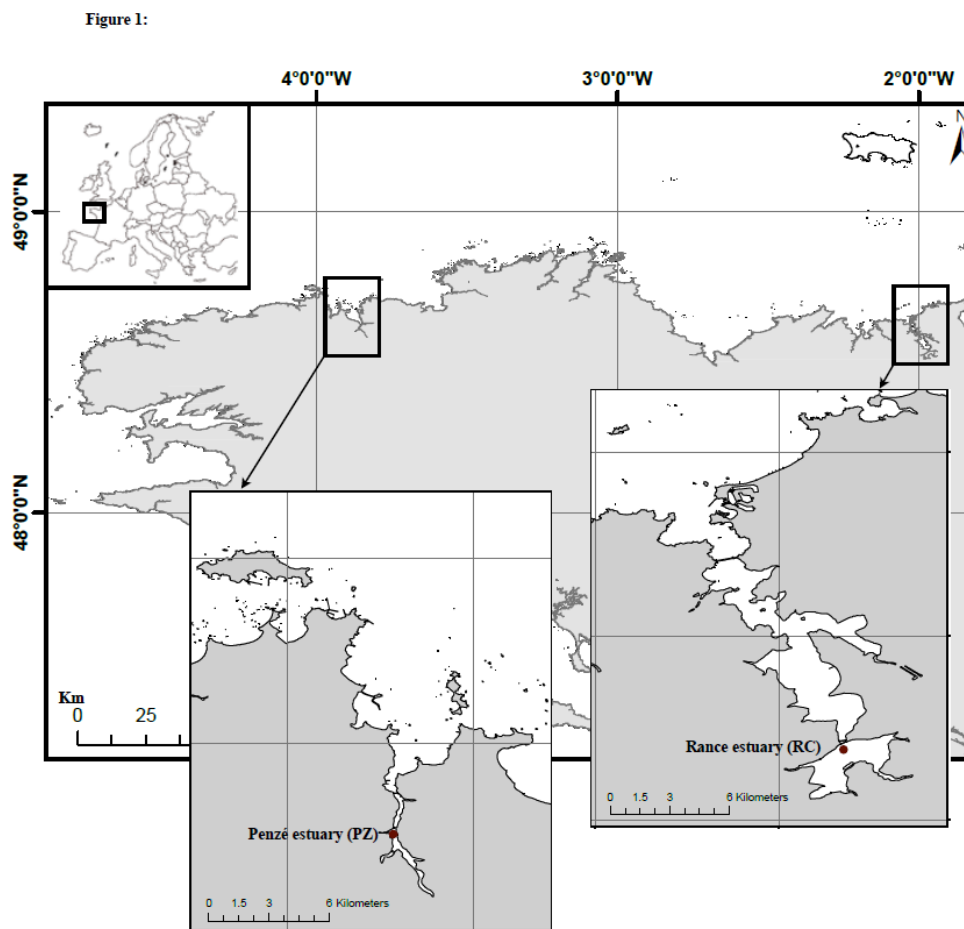 Figure 1:
4°0'0"W 3°0'0"W 2°0'0"W
N
49°0'0"N
48°0'0"N
Km
0 25
Rance estuary (RC)
0 1.5 3 6 Kilometers
Penzé estuary (PZ)
0 1.5 3 6 Kilometers